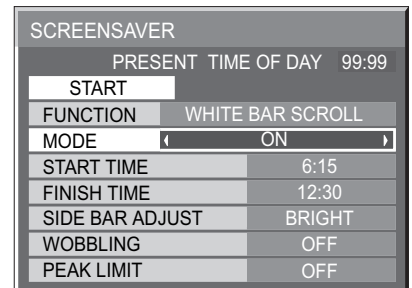 SCREENSAVER
PRESENT TIME OF DAY 99:99
START
FUNCTION WHITE BAR SCROLL
MODE ON
START TIME 6:15
FINISH TIME 12:30
SIDE BAR ADJUST BRIGHT
WOBBLING OFF
PEAK LIMIT OFF